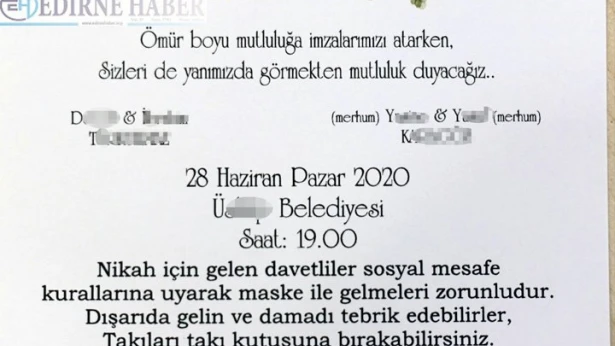 EH EDİRNE HABER
Ömür boyu mutluluğa imzalarımızı atarken,
Sizleri de yanımızda görmekten mutluluk duyacağız..
D & İ (merhum) Y & Y (merhum)
T KA
28 Haziran Pazar 2020
Ü Belediyesi
Saat: 19.00
Nikah için gelen davetliler sosyal mesafe
kurallarına uyarak maske ile gelmeleri zorunludur.
Dışarıda gelin ve damadı tebrik edebilirler,
Takıları takı kutusuna bırakabilirsiniz.